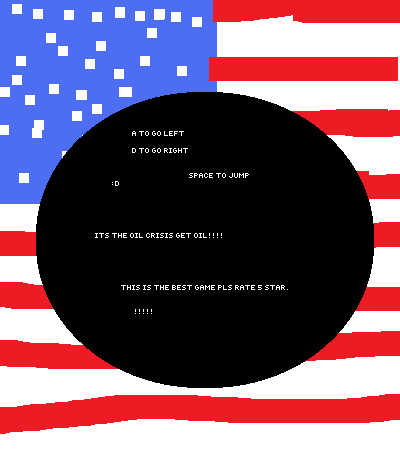 A TO GO LEFT
D TO GO RIGHT
SPACE TO JUMP
:D
ITS THE OIL CRISIS GET OIL!!!!
THIS IS THE BEST GAME PLS RATE 5 STAR.
!!!!!